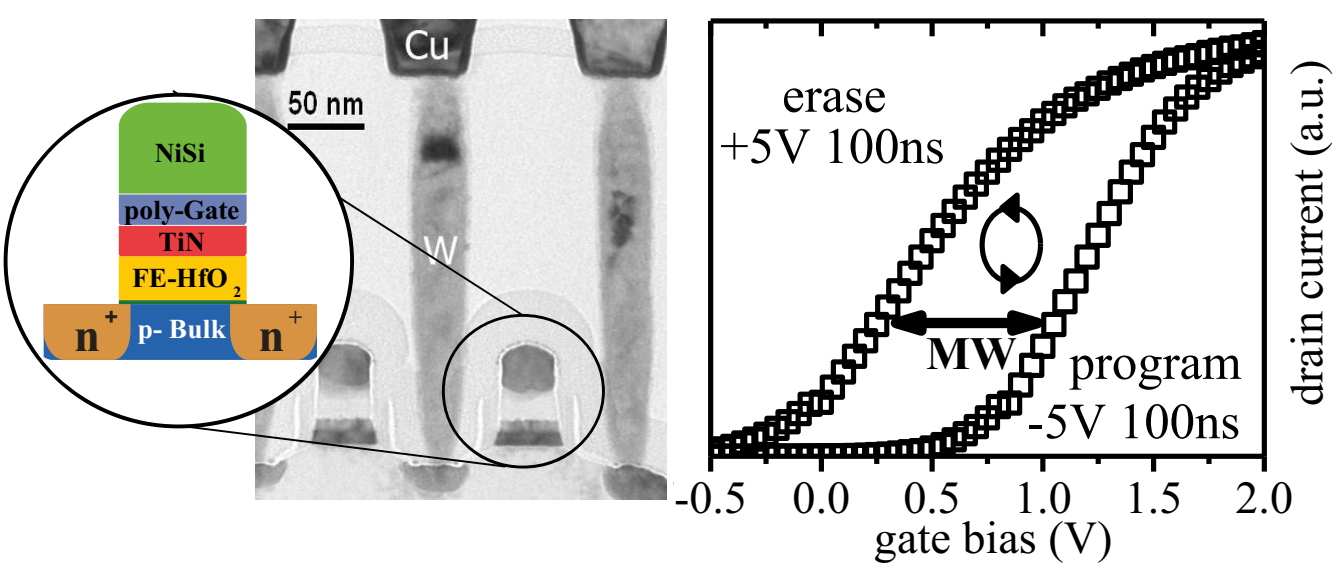 NiSi
poly-Gate
TiN
FE-HfO2
n+
p- Bulk
n+
Cu
50 nm
W
erase
+5V 100ns
MW
program
-5V 100ns
-0.5 0.0 0.5 1.0 1.5 2.0
gate bias (V)
drain current (a.u.)